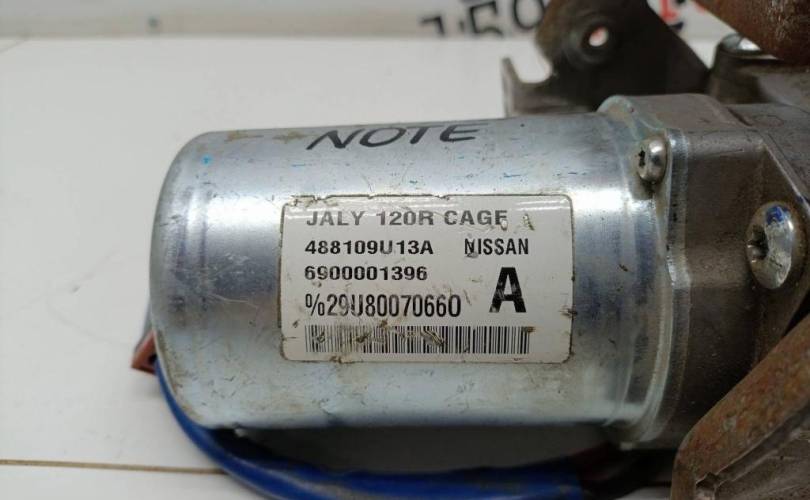 NOTE
JALY 120R CAGE
488109U13A NISSAN
6900001396
%29U80070660 A